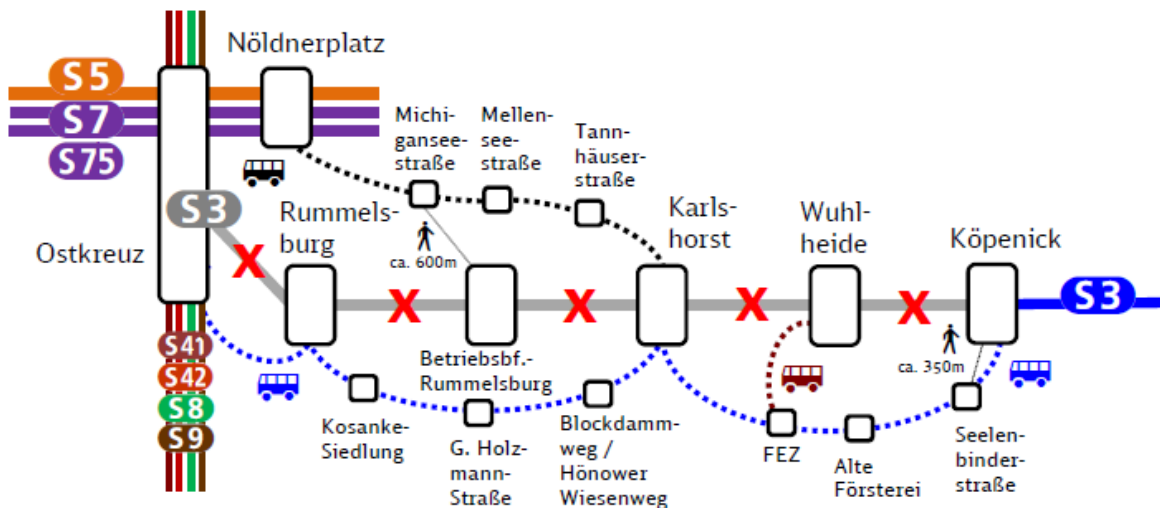 Nöldnerplatz
S5
S7
S75
Michi-
gansee-
straße
Mellen-
see-
straße
Tann-
häuser-
straße
S3
Ostkreuz
Rummels-
burg
ca. 600m
Karls-
horst
Wuhl-
heide
Köpenick
X
X
X
X
X
S3
S41
S42
S8
S9
Betriebsbf.-
Rummelsburg
ca. 350m
Kosanke-
Siedlung
G. Holz-
mann-
Straße
Blockdamm-
weg /
Hönower
Wiesenweg
FEZ
Alte
Försterei
Seelen-
binder-
straße